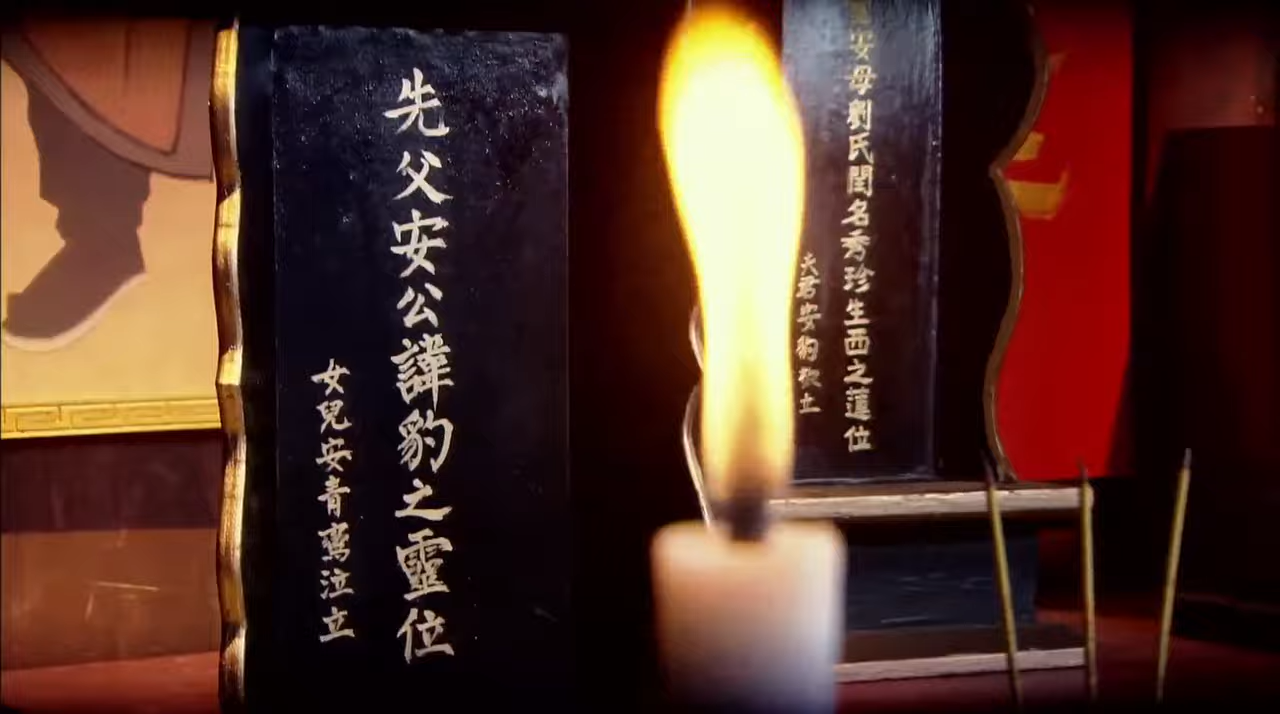 先父安公諱豹之靈位
女兒安青鸞泣立
安母劉氏閨名秀珍生西之蓮位
夫君安豹敬立